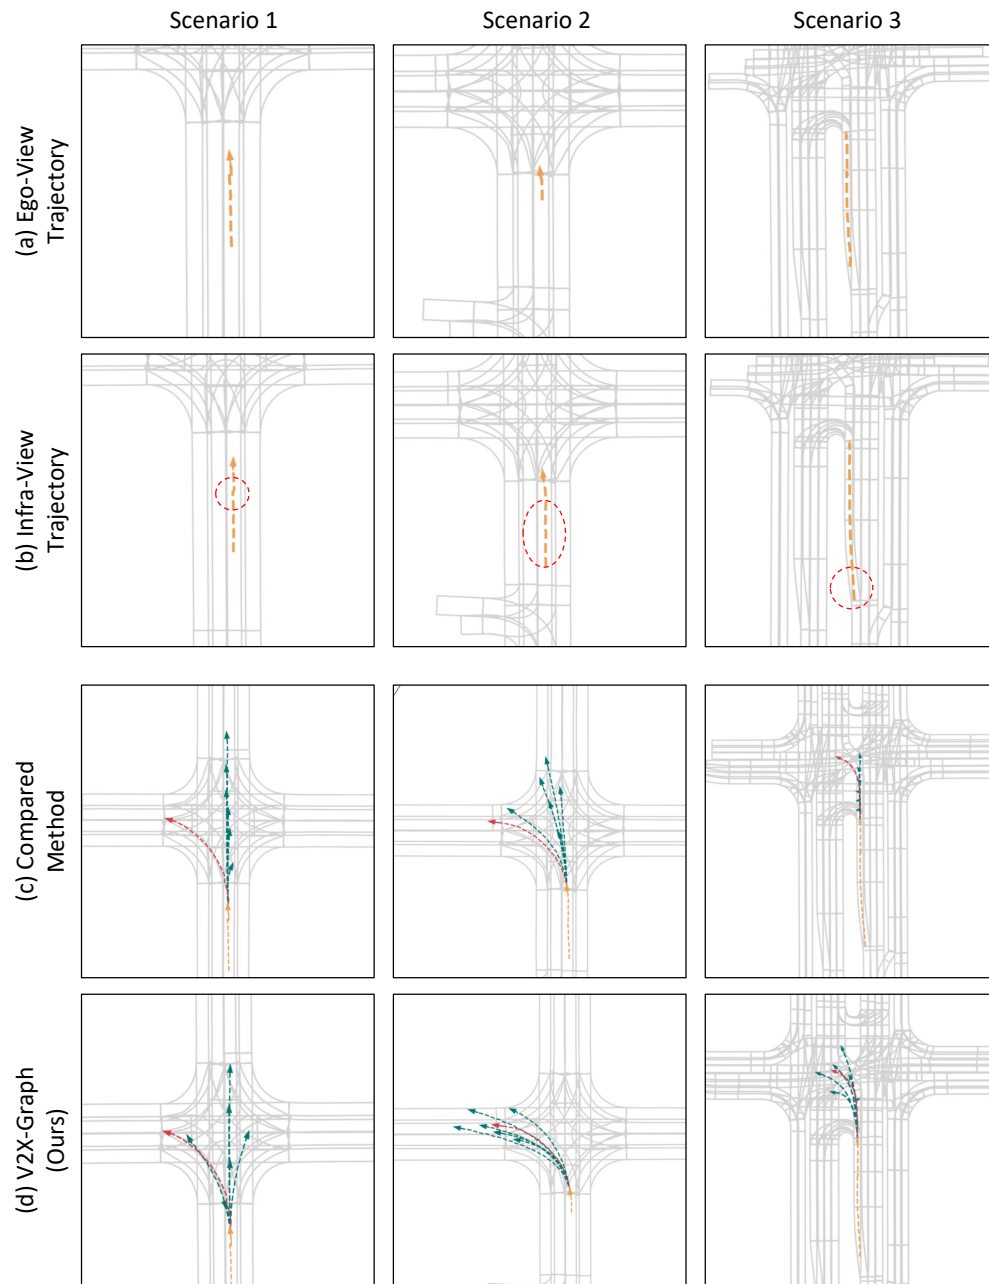 Scenario 1
Scenario 2
Scenario 3
(a) Ego-View
Trajectory
(b) Infra-View
Trajectory
(c) Compared
Method
(d) V2X-Graph
(Ours)